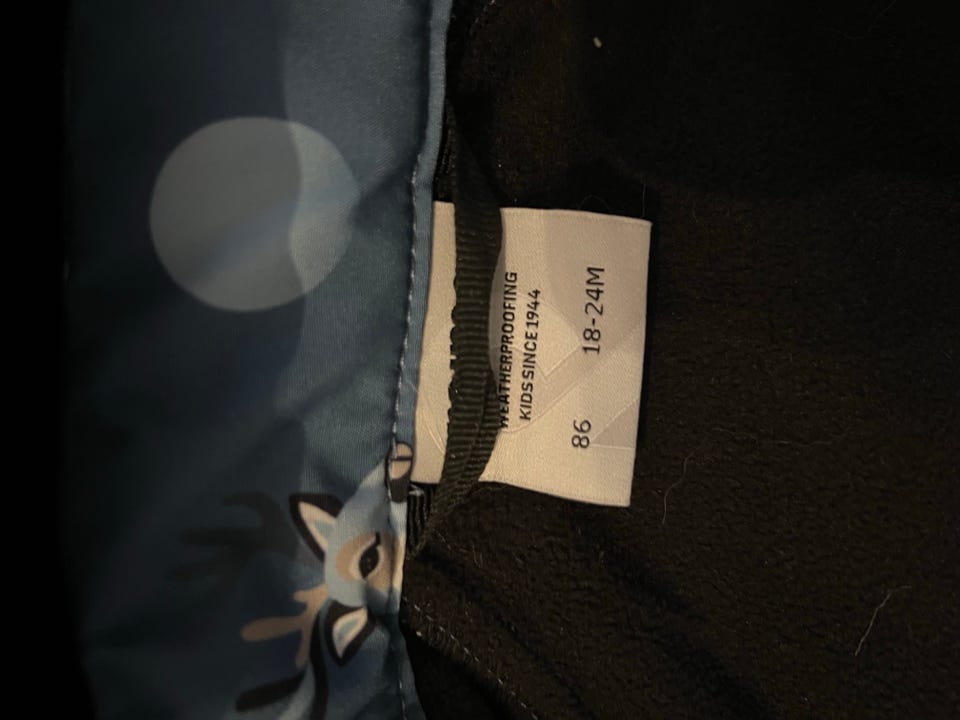 WEATHERPROOFING
KIDS SINCE 1944
86 18-24M